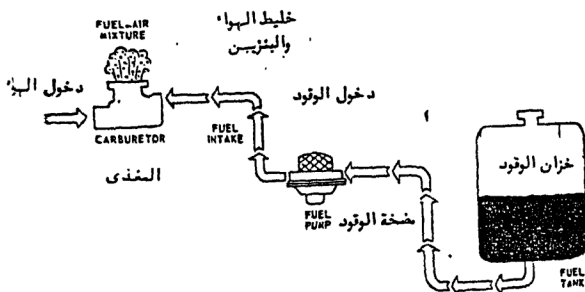 FUEL-AIR
MIXTURE
خليط الهواء
والبنزين
دخول الهواء
CARBURETOR
المغذى
دخول الوقود
FUEL
INTAKE
FUEL
PUMP
مضخة الوقود
خزان الوقود
FUEL
TANK